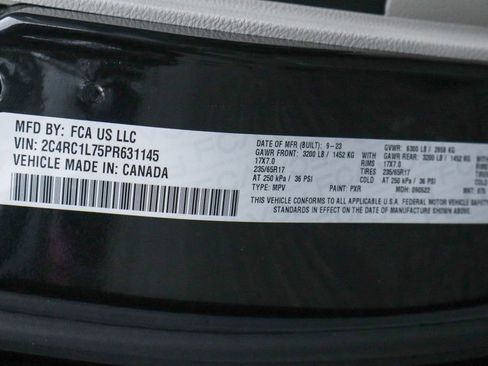 MFD BY: FCA US LLC
VIN: 2C4RC1L75PR631145
VEHICLE MADE IN: CANADA
DATE OF MFR (BUILT): 9-23 GVWR: 6300 LB / 2858 KG
GAWR FRONT: 3200 LB / 1452 KG WITH GAWR REAR: 3200 LB / 1452 KG
17X7.0 RIMS 17X7.0
235/65R17 TIRES 235/65R17
AT 250 kPa / 36 PSI COLD AT 250 kPa / 36 PSI
TYPE: MPV PAINT: PXR MDH: 090522
THIS VEHICLE CONFORMS TO ALL APPLICABLE U.S. FEDERAL MOTOR VEHICLE SAFETY
STANDARDS IN EFFECT ON THE DATE OF MANUFACTURE SHOWN ABOVE.